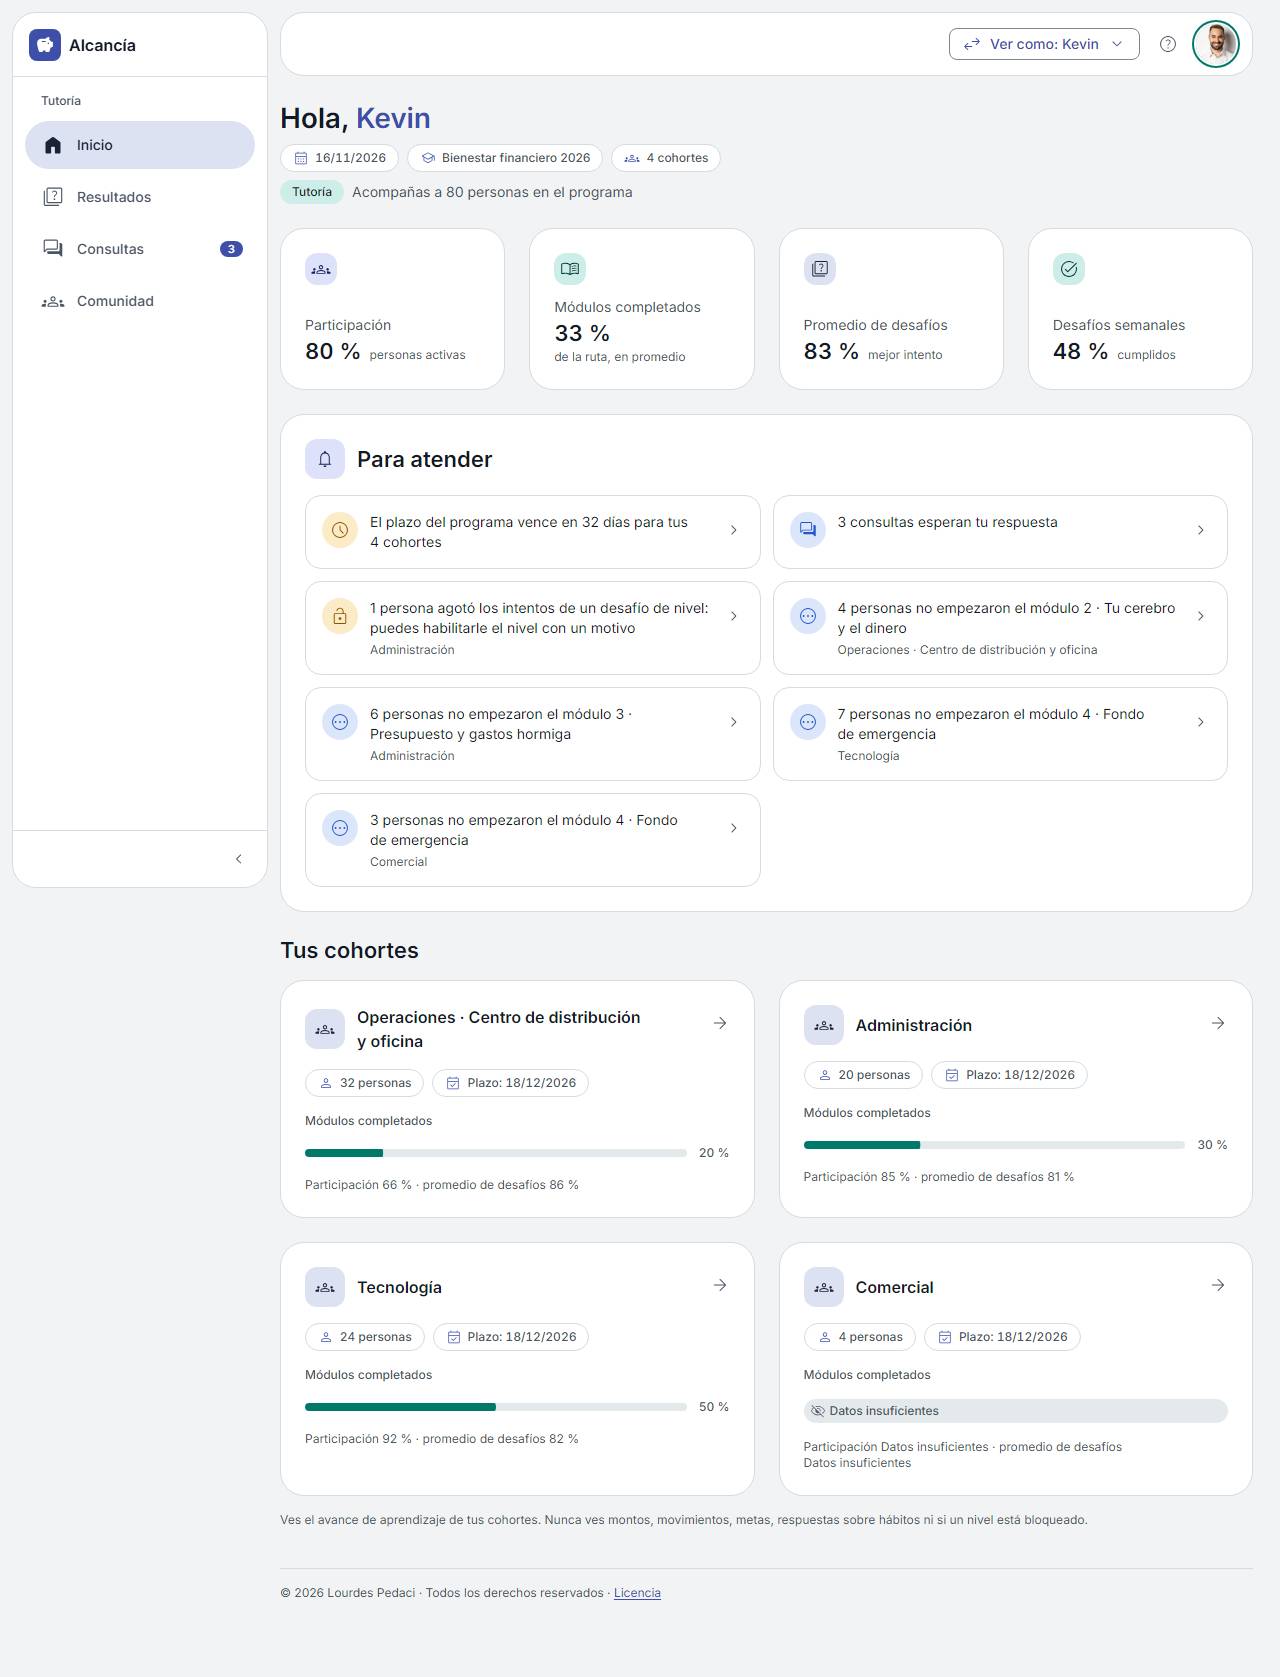 Alcancía
Ver como: Kevin
Tutoría
Inicio
Resultados
Consultas
3
Comunidad
Hola, Kevin
16/11/2026
Bienestar financiero 2026
4 cohortes
Tutoría
Acompañas a 80 personas en el programa
Participación
80 % personas activas
Módulos completados
33 %
de la ruta, en promedio
Promedio de desafíos
83 % mejor intento
Desafíos semanales
48 % cumplidos
Para atender
El plazo del programa vence en 32 días para tus
4 cohortes
3 consultas esperan tu respuesta
1 persona agotó los intentos de un desafío de nivel:
puedes habilitarle el nivel con un motivo
Administración
4 personas no empezaron el módulo 2 · Tu cerebro
y el dinero
Operaciones · Centro de distribución y oficina
6 personas no empezaron el módulo 3 ·
Presupuesto y gastos hormiga
Administración
7 personas no empezaron el módulo 4 · Fondo
de emergencia
Tecnología
3 personas no empezaron el módulo 4 · Fondo
de emergencia
Comercial
Tus cohortes
Operaciones · Centro de distribución
y oficina
32 personas
Plazo: 18/12/2026
Módulos completados
20 %
Participación 66 % · promedio de desafíos 86 %
Administración
20 personas
Plazo: 18/12/2026
Módulos completados
30 %
Participación 85 % · promedio de desafíos 81 %
Tecnología
24 personas
Plazo: 18/12/2026
Módulos completados
50 %
Participación 92 % · promedio de desafíos 82 %
Comercial
4 personas
Plazo: 18/12/2026
Módulos completados
Datos insuficientes
Participación Datos insuficientes · promedio de desafíos
Datos insuficientes
Ves el avance de aprendizaje de tus cohortes. Nunca ves montos, movimientos, metas, respuestas sobre hábitos ni si un nivel está bloqueado.
© 2026 Lourdes Pedaci · Todos los derechos reservados · Licencia